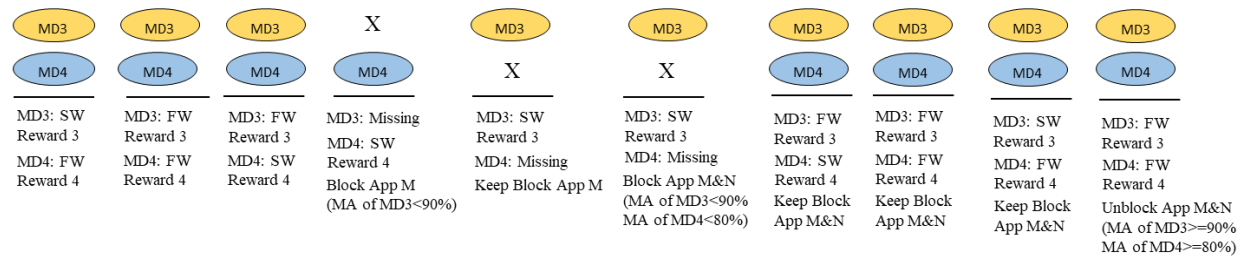 MD3
MD4
MD3: SW
Reward 3
MD4: FW
Reward 4
MD3
MD4
MD3: FW
Reward 3
MD4: FW
Reward 4
MD3
MD4
MD3: FW
Reward 3
MD4: SW
Reward 4
X
MD4
MD3: Missing
MD4: SW
Reward 4
Block App M
(MA of MD3<90%)
MD3
X
MD3: SW
Reward 3
MD4: Missing
Keep Block App M
MD3
X
MD3: SW
Reward 3
MD4: Missing
Block App M&N
(MA of MD3<90%
MA of MD4<80%)
MD3
MD4
MD3: FW
Reward 3
MD4: SW
Reward 4
Keep Block
App M&N
MD3
MD4
MD3: FW
Reward 3
MD4: FW
Reward 4
Keep Block
App M&N
MD3
MD4
MD3: SW
Reward 3
MD4: FW
Reward 4
Keep Block
App M&N
MD3
MD4
MD3: FW
Reward 3
MD4: FW
Reward 4
Unblock App M&N
(MA of MD3>=90%
MA of MD4>=80%)